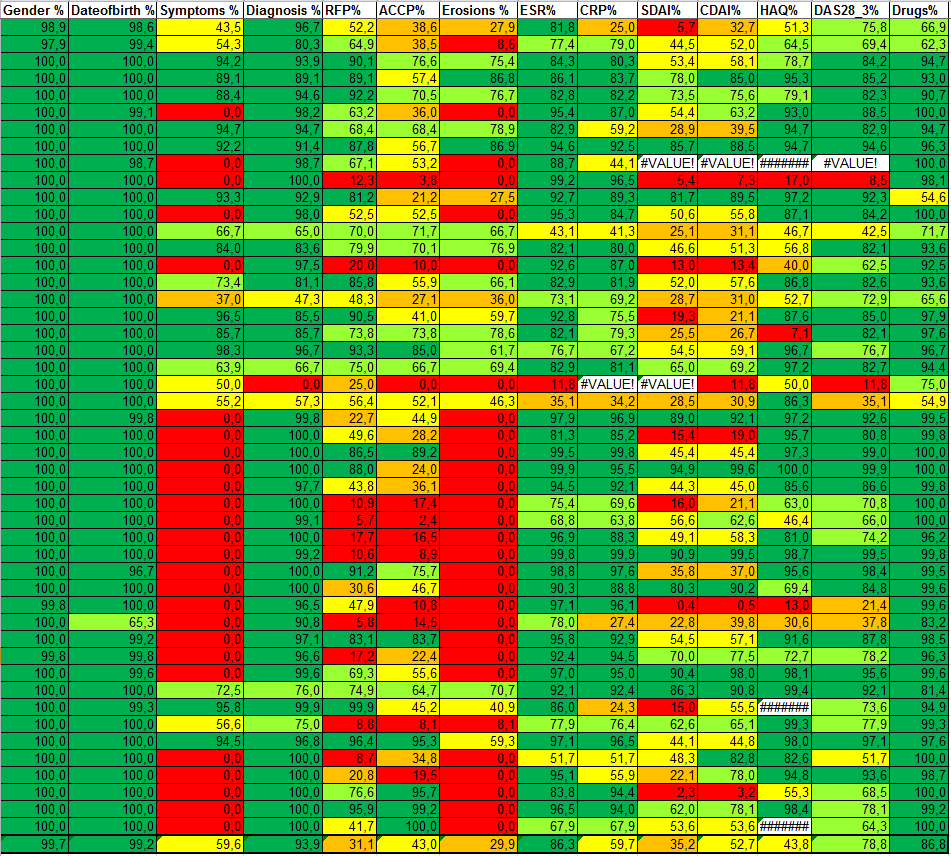 Gender % Dateofbirth % Symptoms % Diagnosis % RFP% ACCP% Erosions % ESR% CRP% SDAI% CDAI% HAQ% DAS28_3% Drugs%
98,9 98,6 43,5 96,7 52,2 38,6 27,9 81,8 25,0 5,7 32,7 51,3 75,8 66,9
97,9 99,4 54,3 80,3 64,9 38,5 8,6 77,4 79,0 44,5 52,0 64,5 69,4 62,3
100,0 100,0 94,2 93,9 90,1 76,6 75,4 84,3 80,3 53,4 58,1 78,7 84,2 94,7
100,0 100,0 89,1 89,1 89,1 57,4 86,8 86,1 83,7 78,0 85,0 95,3 85,2 93,0
100,0 100,0 88,4 94,6 92,2 70,5 76,7 82,8 82,2 73,5 75,6 79,1 82,3 90,7
100,0 99,1 0,0 98,2 63,2 36,0 0,0 95,4 87,0 54,4 63,2 93,0 88,5 100,0
100,0 100,0 94,7 94,7 68,4 68,4 78,9 82,9 59,2 28,9 39,5 94,7 82,9 94,7
100,0 100,0 92,2 91,4 87,8 56,7 86,9 94,6 92,5 85,7 88,5 94,7 94,6 96,3
100,0 98,7 0,0 98,7 67,1 53,2 0,0 88,7 44,1 #VALUE! #VALUE! ####### #VALUE! 100,0
100,0 100,0 0,0 100,0 12,3 3,8 0,0 99,2 96,5 5,4 7,3 17,0 8,5 98,1
100,0 100,0 93,3 92,9 81,2 21,2 27,5 92,7 89,3 81,7 89,5 97,2 92,3 54,6
100,0 100,0 0,0 98,0 52,5 52,5 0,0 95,3 84,7 50,6 55,8 87,1 84,2 100,0
100,0 100,0 66,7 65,0 70,0 71,7 66,7 43,1 41,3 25,1 31,1 46,7 42,5 71,7
100,0 100,0 84,0 83,6 79,9 70,1 76,9 82,1 80,0 46,6 51,3 56,8 82,1 93,6
100,0 100,0 0,0 97,5 20,0 10,0 0,0 92,6 87,0 13,0 13,4 40,0 62,5 92,5
100,0 100,0 73,4 81,1 85,8 55,9 66,1 82,9 81,9 52,0 57,6 86,8 82,6 93,6
100,0 100,0 37,0 47,3 48,3 27,1 36,0 73,1 69,2 28,7 31,0 52,7 72,9 65,6
100,0 100,0 96,5 85,5 90,5 41,0 59,7 92,8 75,5 19,3 21,1 87,6 85,0 97,9
100,0 100,0 85,7 85,7 73,8 73,8 78,6 82,1 79,3 25,5 26,7 7,1 82,1 97,6
100,0 100,0 98,3 96,7 93,3 85,0 61,7 76,7 67,2 54,5 59,1 96,7 76,7 96,7
100,0 100,0 63,9 66,7 75,0 66,7 69,4 82,9 81,1 65,0 69,2 97,2 82,7 94,4
100,0 100,0 50,0 0,0 25,0 0,0 0,0 11,8 #VALUE! #VALUE! 11,8 50,0 11,8 75,0
100,0 100,0 55,2 57,3 56,4 52,1 46,3 35,1 34,2 28,5 30,9 86,3 35,1 54,9
100,0 99,8 0,0 99,8 22,7 44,9 0,0 97,9 96,9 89,0 92,1 97,2 92,6 99,5
100,0 100,0 0,0 100,0 49,6 28,2 0,0 81,3 85,2 15,4 19,0 95,7 80,8 99,8
100,0 100,0 0,0 100,0 86,5 89,2 0,0 99,5 99,8 45,4 45,4 97,3 99,0 100,0
100,0 100,0 0,0 100,0 88,0 24,0 0,0 99,9 95,5 94,9 99,6 100,0 99,9 100,0
100,0 100,0 0,0 97,7 43,8 36,1 0,0 94,5 92,1 44,3 45,0 85,6 86,6 99,8
100,0 100,0 0,0 100,0 10,9 17,4 0,0 75,4 69,6 16,0 21,1 63,0 70,8 100,0
100,0 100,0 0,0 99,1 5,7 2,4 0,0 68,8 63,8 56,6 62,6 46,4 66,0 100,0
100,0 100,0 0,0 100,0 17,7 16,5 0,0 96,9 88,3 49,1 58,3 81,0 74,2 96,2
100,0 100,0 0,0 99,2 10,6 8,9 0,0 99,8 99,9 90,9 99,5 98,7 99,5 99,8
100,0 96,7 0,0 100,0 91,2 75,7 0,0 98,8 97,6 35,8 37,0 95,6 98,4 99,5
100,0 100,0 0,0 100,0 30,6 46,7 0,0 90,3 88,8 80,3 90,2 69,4 84,8 99,6
99,8 100,0 0,0 96,5 47,9 10,8 0,0 97,1 96,1 0,4 0,5 13,0 21,4 99,6
100,0 65,3 0,0 90,8 5,8 14,5 0,0 78,0 27,4 22,8 39,8 30,6 37,8 83,2
100,0 99,2 0,0 97,1 83,1 83,7 0,0 95,8 92,9 54,5 57,1 91,6 87,8 98,5
99,8 99,8 0,0 96,6 17,2 22,4 0,0 92,4 94,5 70,0 77,5 72,7 78,2 96,3
100,0 99,6 0,0 99,6 69,3 55,6 0,0 97,0 95,0 90,4 98,0 98,1 95,6 99,6
100,0 100,0 72,5 76,0 74,9 64,7 70,7 92,1 92,4 86,3 90,8 99,4 92,1 81,4
100,0 99,3 95,8 99,9 99,9 45,2 40,9 86,0 24,3 15,0 55,5 ####### 73,6 94,9
100,0 100,0 56,6 75,0 8,8 8,1 8,1 77,9 76,4 62,6 65,1 99,3 77,9 99,3
100,0 100,0 94,5 96,8 96,4 95,3 59,3 97,1 96,5 44,1 44,8 98,0 97,1 97,6
100,0 100,0 0,0 100,0 8,7 34,8 0,0 51,7 51,7 48,3 82,8 82,6 51,7 100,0
100,0 100,0 0,0 100,0 20,8 19,5 0,0 95,1 55,9 22,1 78,0 94,8 93,6 98,7
100,0 100,0 0,0 100,0 76,6 95,7 0,0 83,8 94,4 2,3 3,2 55,3 68,5 100,0
100,0 100,0 0,0 100,0 95,9 99,2 0,0 96,5 94,0 62,0 78,1 98,4 78,1 99,2
100,0 100,0 0,0 100,0 41,7 100,0 0,0 67,9 67,9 53,6 53,6 ####### 64,3 100,0
99,7 99,2 59,6 93,9 31,1 43,0 29,9 86,3 59,7 35,2 52,7 43,8 78,8 86,8